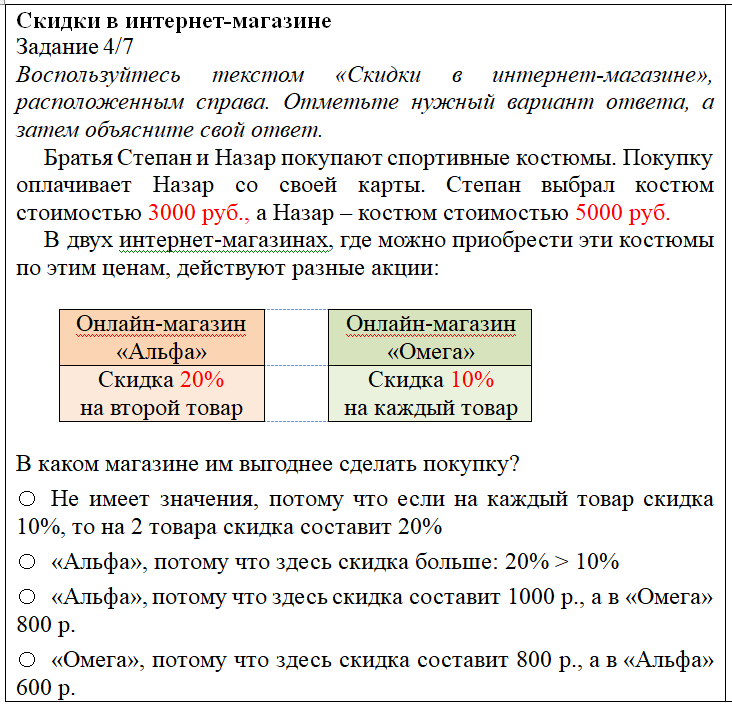 Скидки в интернет-магазине
Задание 4/7
Воспользуйтесь текстом «Скидки в интернет-магазине»,
расположенным справа. Отметьте нужный вариант ответа, а
затем объясните свой ответ.
Братья Степан и Назар покупают спортивные костюмы. Покупку
оплачивает Назар со своей карты. Степан выбрал костюм
стоимостью 3000 руб., а Назар – костюм стоимостью 5000 руб.
В двух интернет-магазинах, где можно приобрести эти костюмы
по этим ценам, действуют разные акции:
Онлайн-магазин
«Альфа»
Скидка 20%
на второй товар
Онлайн-магазин
«Омега»
Скидка 10%
на каждый товар
В каком магазине им выгоднее сделать покупку?
Не имеет значения, потому что если на каждый товар скидка
10%, то на 2 товара скидка составит 20%
«Альфа», потому что здесь скидка больше: 20% > 10%
«Альфа», потому что здесь скидка составит 1000 р., а в «Омега»
800 р.
«Омега», потому что здесь скидка составит 800 р., а в «Альфа»
600 р.